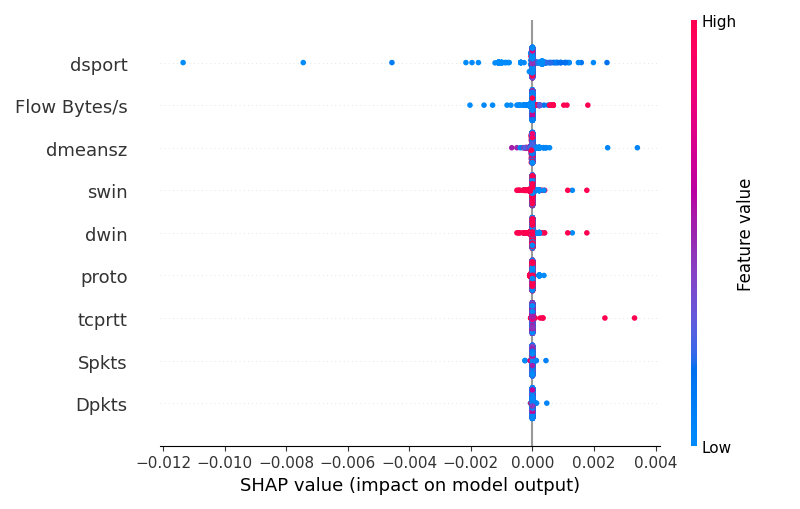 High
dsport
Flow Bytes/s
dmeansz
swin
dwin
proto
tcprtt
Spkts
Dpkts
Feature value
Low
−0.012 −0.010 −0.008 −0.006 −0.004 −0.002 0.000 0.002 0.004
SHAP value (impact on model output)